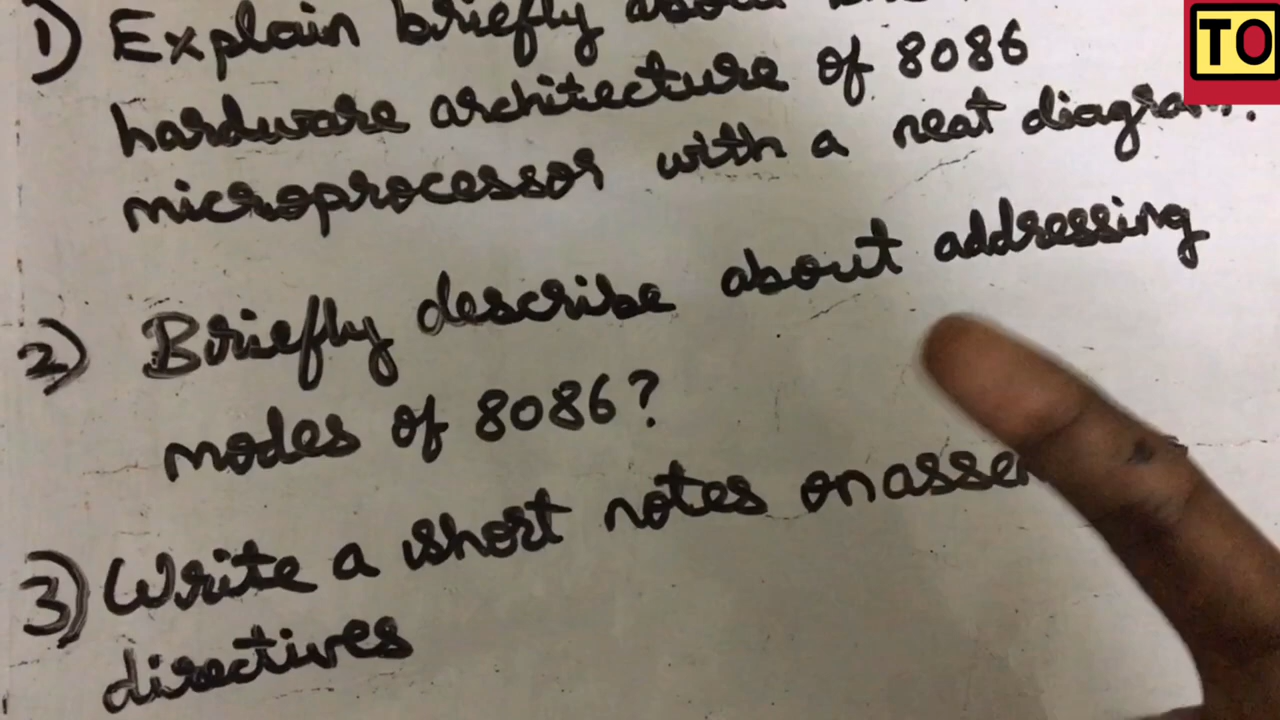 TO
1) Explain briefly about
hardware architecture of 8086
microprocessor with a neat diagram.
2) Briefly describe about addressing
modes of 8086?
3) Write a short notes on
directives